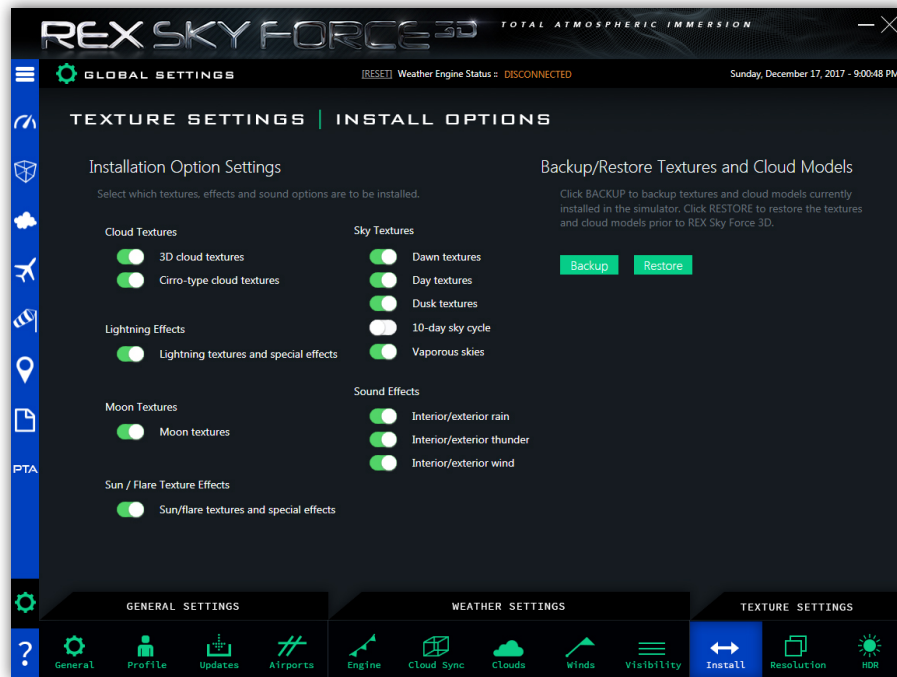 REX SKY FORCE 3D
TOTAL ATMOSPHERIC IMMERSION
GLOBAL SETTINGS
[RESET] Weather Engine Status :: DISCONNECTED
Sunday, December 17, 2017 - 9:00:48 PM
TEXTURE SETTINGS | INSTALL OPTIONS
Installation Option Settings
Select which textures, effects and sound options are to be installed.
Cloud Textures
3D cloud textures
Cirro-type cloud textures
Lightning Effects
Lightning textures and special effects
Moon Textures
Moon textures
Sun / Flare Texture Effects
Sun/flare textures and special effects
Sky Textures
Dawn textures
Day textures
Dusk textures
10-day sky cycle
Vaporous skies
Sound Effects
Interior/exterior rain
Interior/exterior thunder
Interior/exterior wind
Backup/Restore Textures and Cloud Models
Click BACKUP to backup textures and cloud models currently
installed in the simulator. Click RESTORE to restore the textures
and cloud models prior to REX Sky Force 3D.
Backup
Restore
PTA
?
GENERAL SETTINGS
WEATHER SETTINGS
TEXTURE SETTINGS
General
Profile
Updates
Airports
Engine
Cloud Sync
Clouds
Winds
Visibility
Install
Resolution
HDR